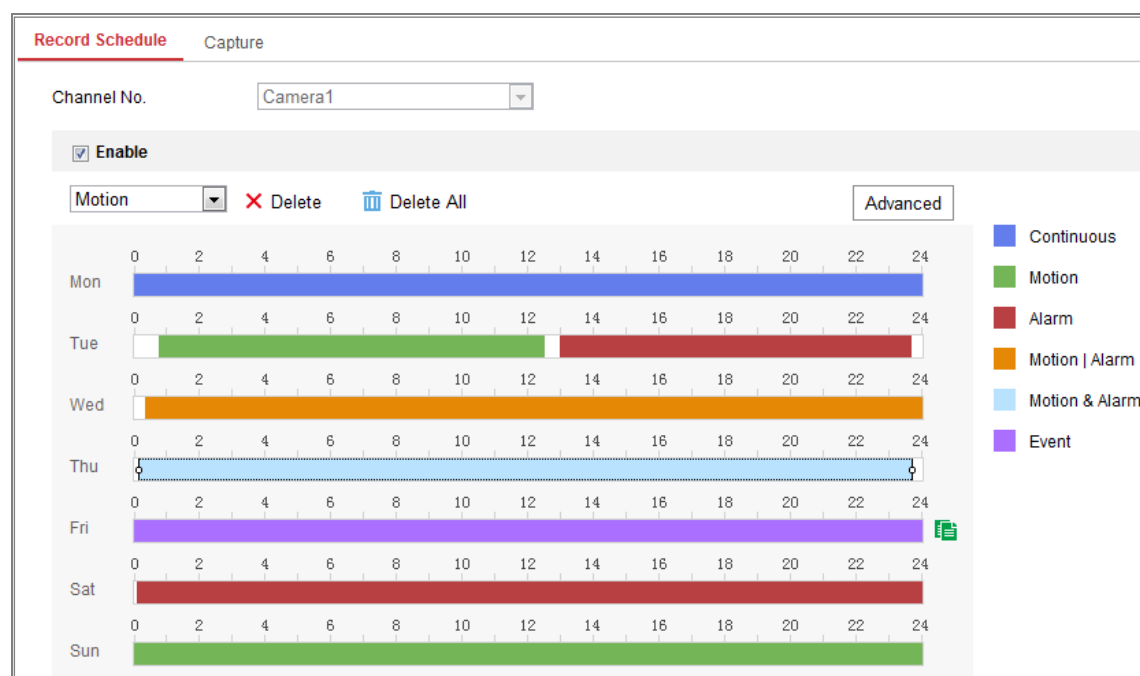 Record Schedule Capture
Channel No. Camera1
Enable
Motion Delete Delete All Advanced
0 2 4 6 8 10 12 14 16 18 20 22 24
Mon
0 2 4 6 8 10 12 14 16 18 20 22 24
Tue
0 2 4 6 8 10 12 14 16 18 20 22 24
Wed
0 2 4 6 8 10 12 14 16 18 20 22 24
Thu
0 2 4 6 8 10 12 14 16 18 20 22 24
Fri
0 2 4 6 8 10 12 14 16 18 20 22 24
Sat
0 2 4 6 8 10 12 14 16 18 20 22 24
Sun
Continuous
Motion
Alarm
Motion | Alarm
Motion & Alarm
Event